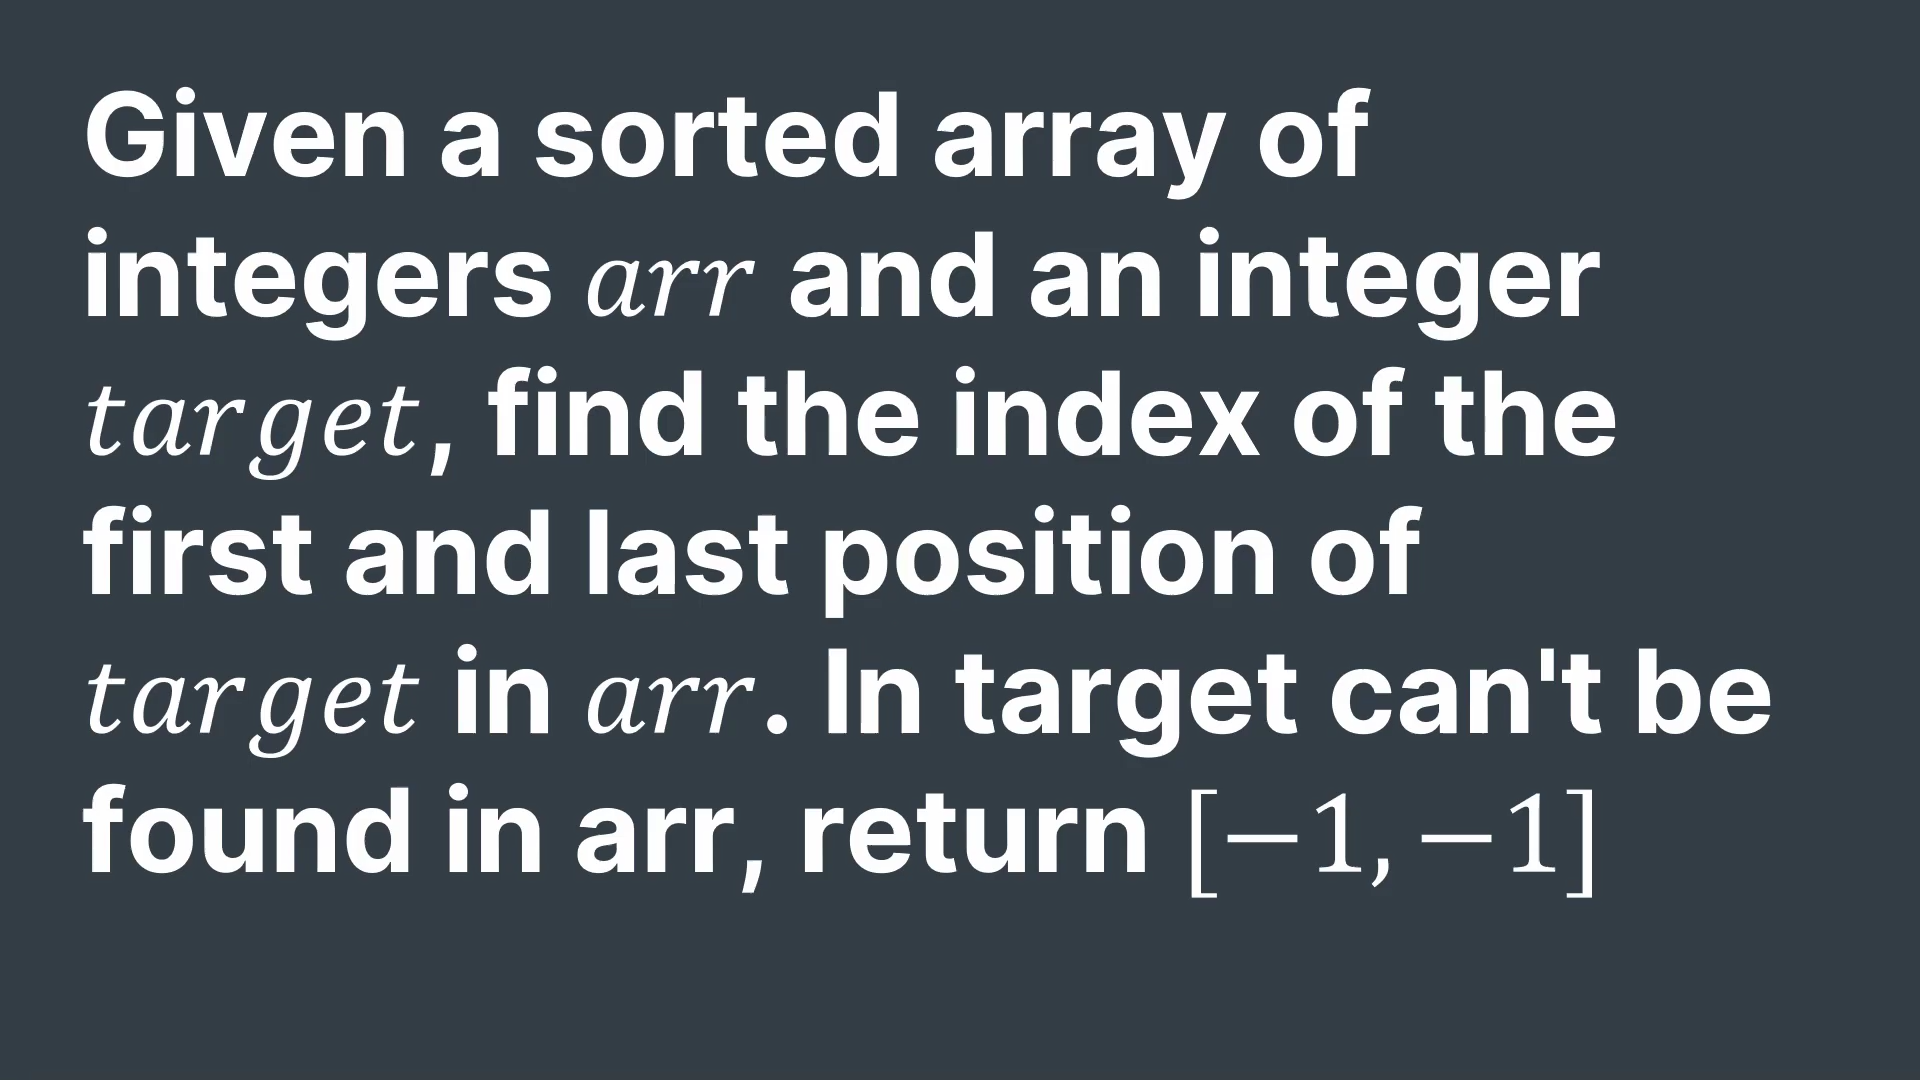 Given a sorted array of
integers arr and an integer
target, find the index of the
first and last position of
target in arr. In target can't be
found in arr, return [−1, −1]